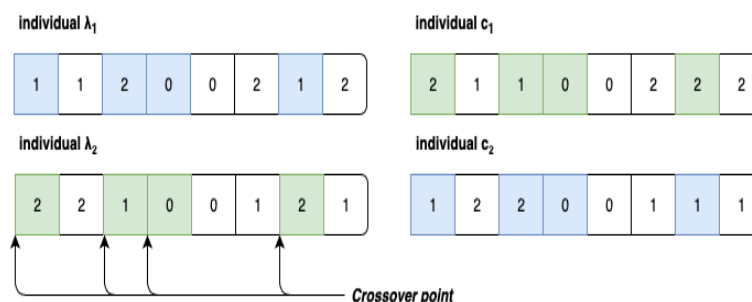 individual λ1
individual c1
1 1 2 0 0 2 1 2
2 1 1 0 0 2 2 2
individual λ2
individual c2
2 2 1 0 0 1 2 1
1 2 2 0 0 1 1 1
Crossover point